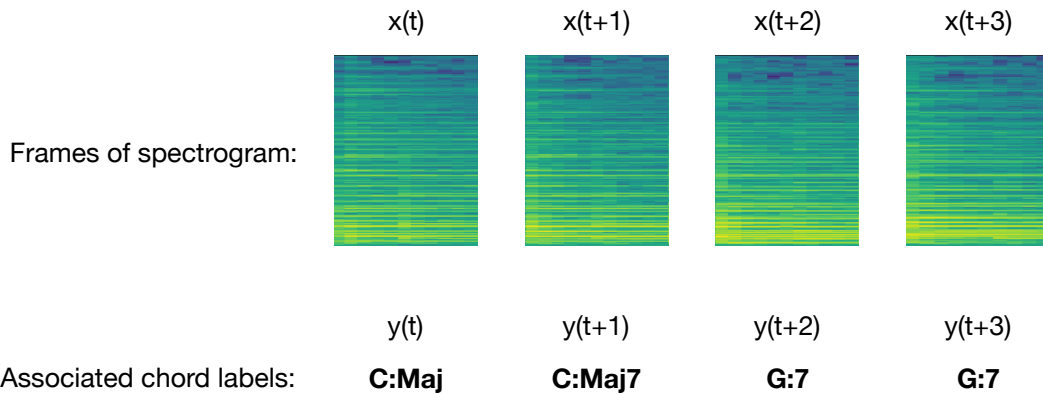 x(t) x(t+1) x(t+2) x(t+3)
Frames of spectrogram:
y(t) y(t+1) y(t+2) y(t+3)
Associated chord labels: C:Maj C:Maj7 G:7 G:7